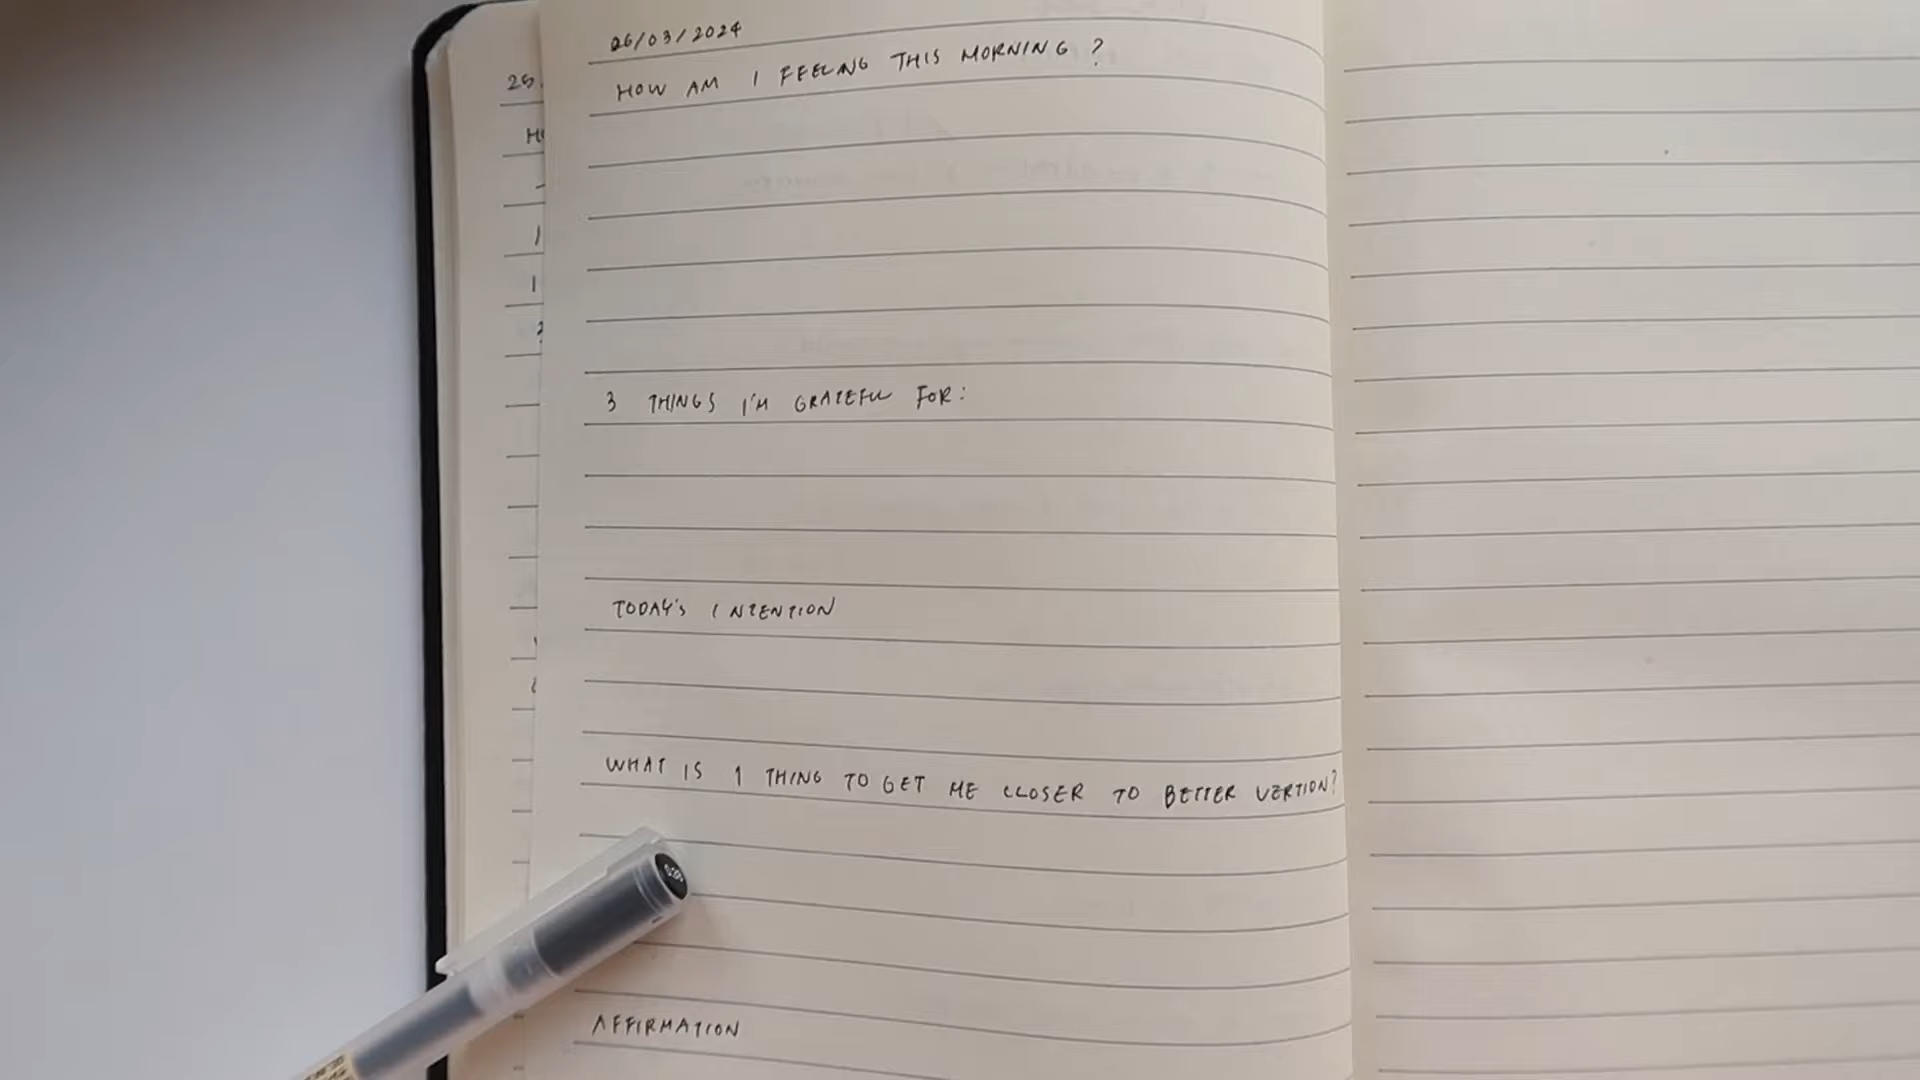 26/03/2024
HOW AM I FEELING THIS MORNING?
3 THINGS I'M GRATEFUL FOR:
TODAY'S INTENTION
WHAT IS 1 THING TO GET ME CLOSER TO BETTER VERTION?
AFFIRMATION